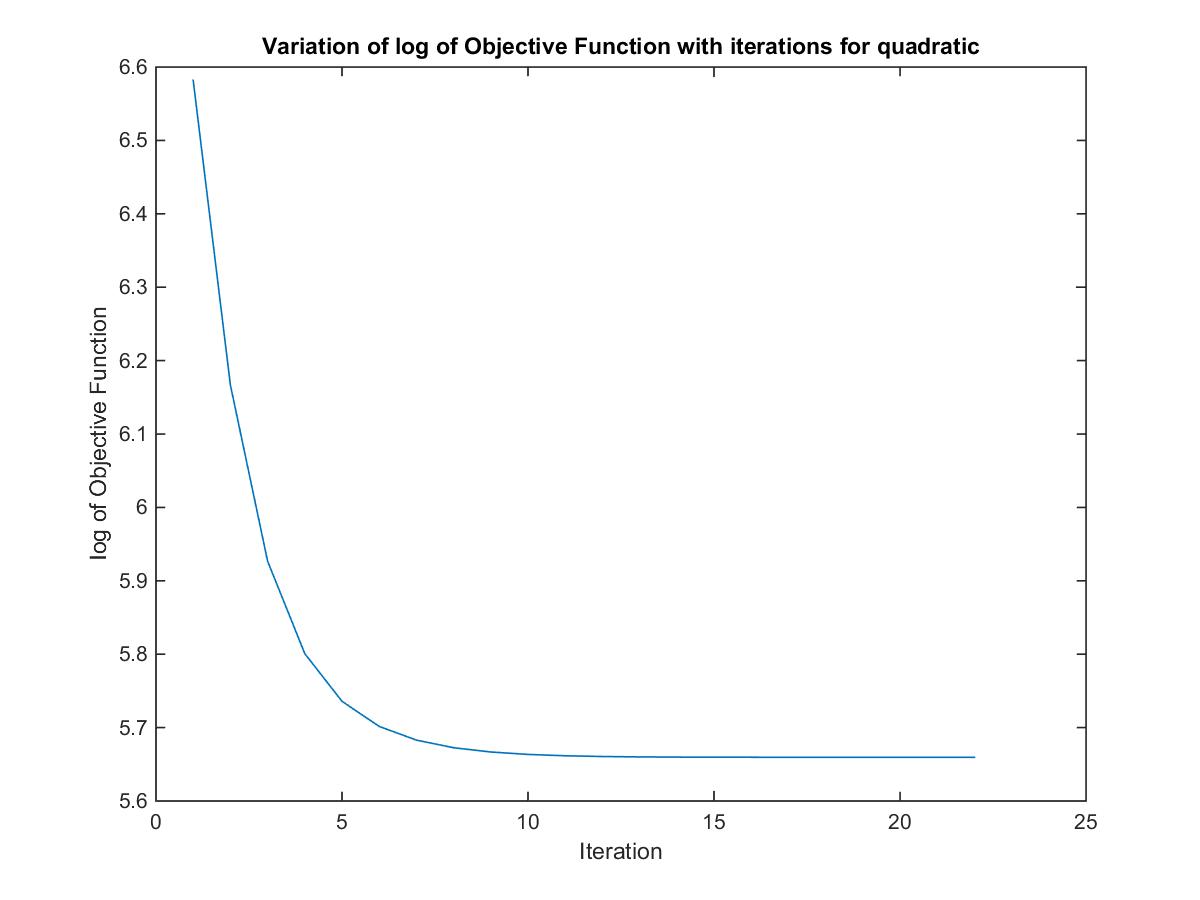 Variation of log of Objective Function with iterations for quadratic
6.6
6.5
6.4
6.3
6.2
6.1
6
5.9
5.8
5.7
5.6
log of Objective Function
0 5 10 15 20 25
Iteration